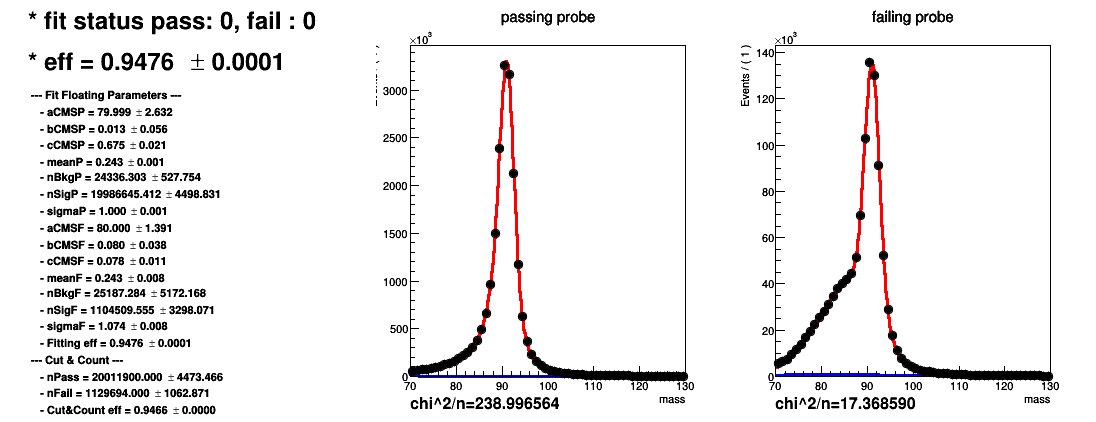 * fit status pass: 0, fail : 0
* eff = 0.9476 ± 0.0001
--- Fit Floating Parameters ---
- aCMSP = 79.999 ± 2.632
- bCMSP = 0.013 ± 0.056
- cCMSP = 0.675 ± 0.021
- meanP = 0.243 ± 0.001
- nBkgP = 24336.303 ± 527.754
- nSigP = 19986645.412 ± 4498.831
- sigmaP = 1.000 ± 0.001
- aCMSF = 80.000 ± 1.391
- bCMSF = 0.080 ± 0.038
- cCMSF = 0.078 ± 0.011
- meanF = 0.243 ± 0.008
- nBkgF = 25187.284 ± 5172.168
- nSigF = 1104509.555 ± 3298.071
- sigmaF = 1.074 ± 0.008
- Fitting eff = 0.9476 ± 0.0001
--- Cut & Count ---
- nPass = 20011900.000 ± 4473.466
- nFail = 1129694.000 ± 1062.871
- Cut&Count eff = 0.9466 ± 0.0000
passing probe
×10³
3000
2500
2000
1500
1000
500
0
70 80 90 100 110 120 130
mass
chi^2/n=238.996564
failing probe
×10³
Events / ( 1 )
140
120
100
80
60
40
20
0
70 80 90 100 110 120 130
mass
chi^2/n=17.368590